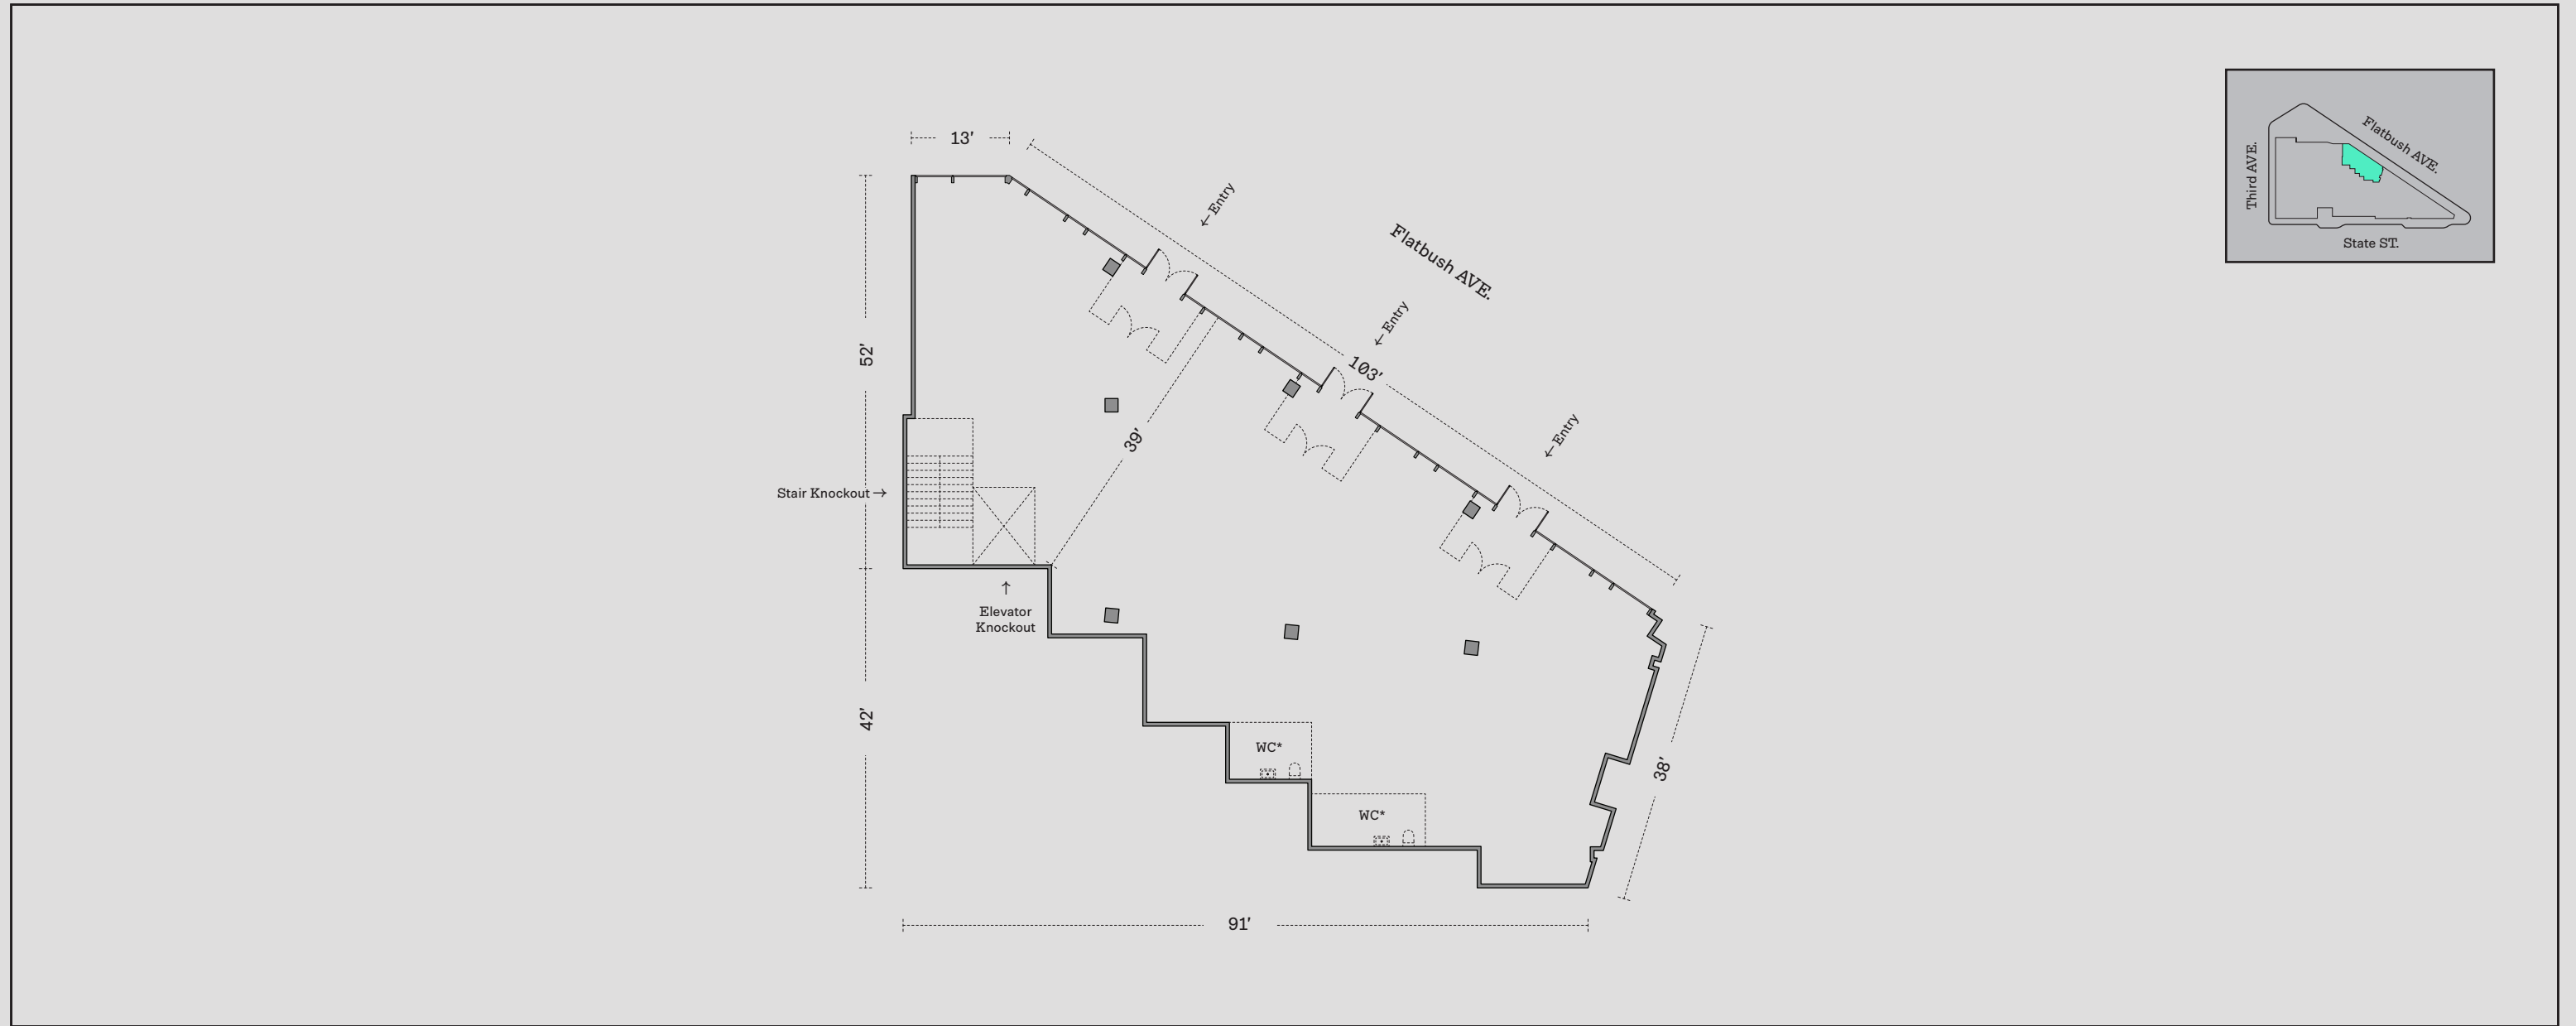 13′
← Entry
Flatbush AVE.
← Entry
103′
← Entry
52′
39′
Stair Knockout →
↑
Elevator
Knockout
42′
WC*
WC*
38′
91′
Flatbush AVE.
Third AVE.
State ST.